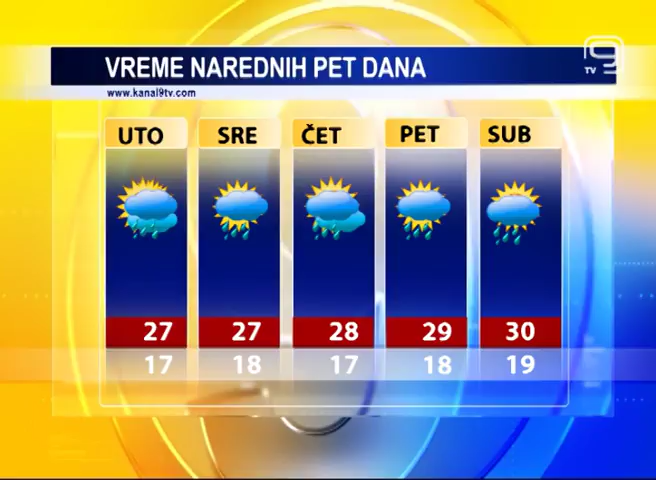 VREME NAREDNIH PET DANA
9
TV
www.kanal9tv.com
UTO SRE ČET PET SUB
27 27 28 29 30
17 18 17 18 19